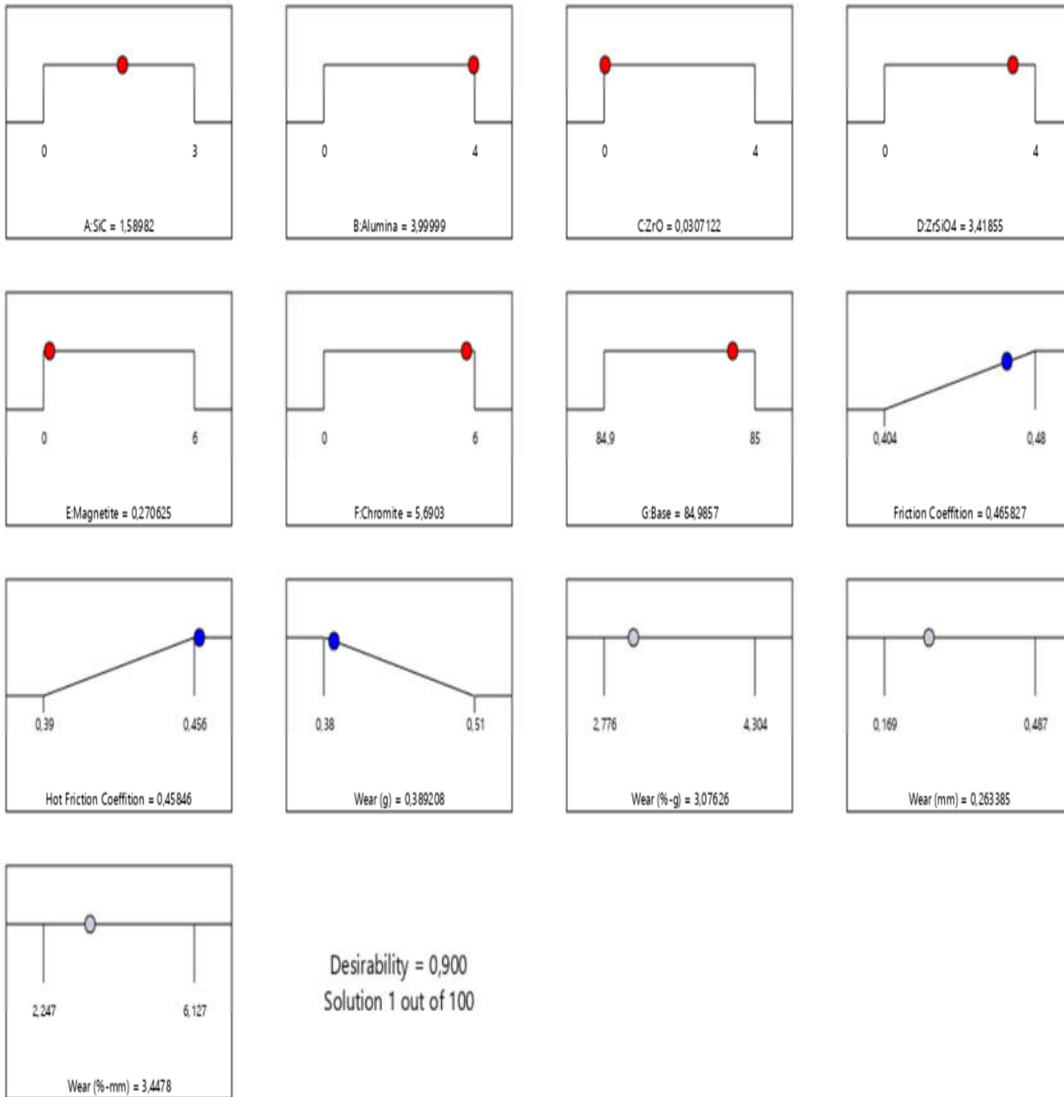 0 3
A:SiC = 1,58982
0 4
B:Alumina = 3,99999
0 4
C:ZrO = 0,0307122
0 4
D:ZrSiO4 = 3,41855
0 6
E:Magnetite = 0,270625
0 6
F:Chromite = 5,6903
84,9 85
G:Base = 84,9857
0,404 0,48
Friction Coeffition = 0,465827
0,39 0,456
Hot Friction Coeffition = 0,45846
0,38 0,51
Wear (g) = 0,389208
2,776 4,304
Wear (%-g) = 3,07626
0,169 0,487
Wear (mm) = 0,263385
2,247 6,127
Wear (%-mm) = 3,4478
Desirability = 0,900
Solution 1 out of 100